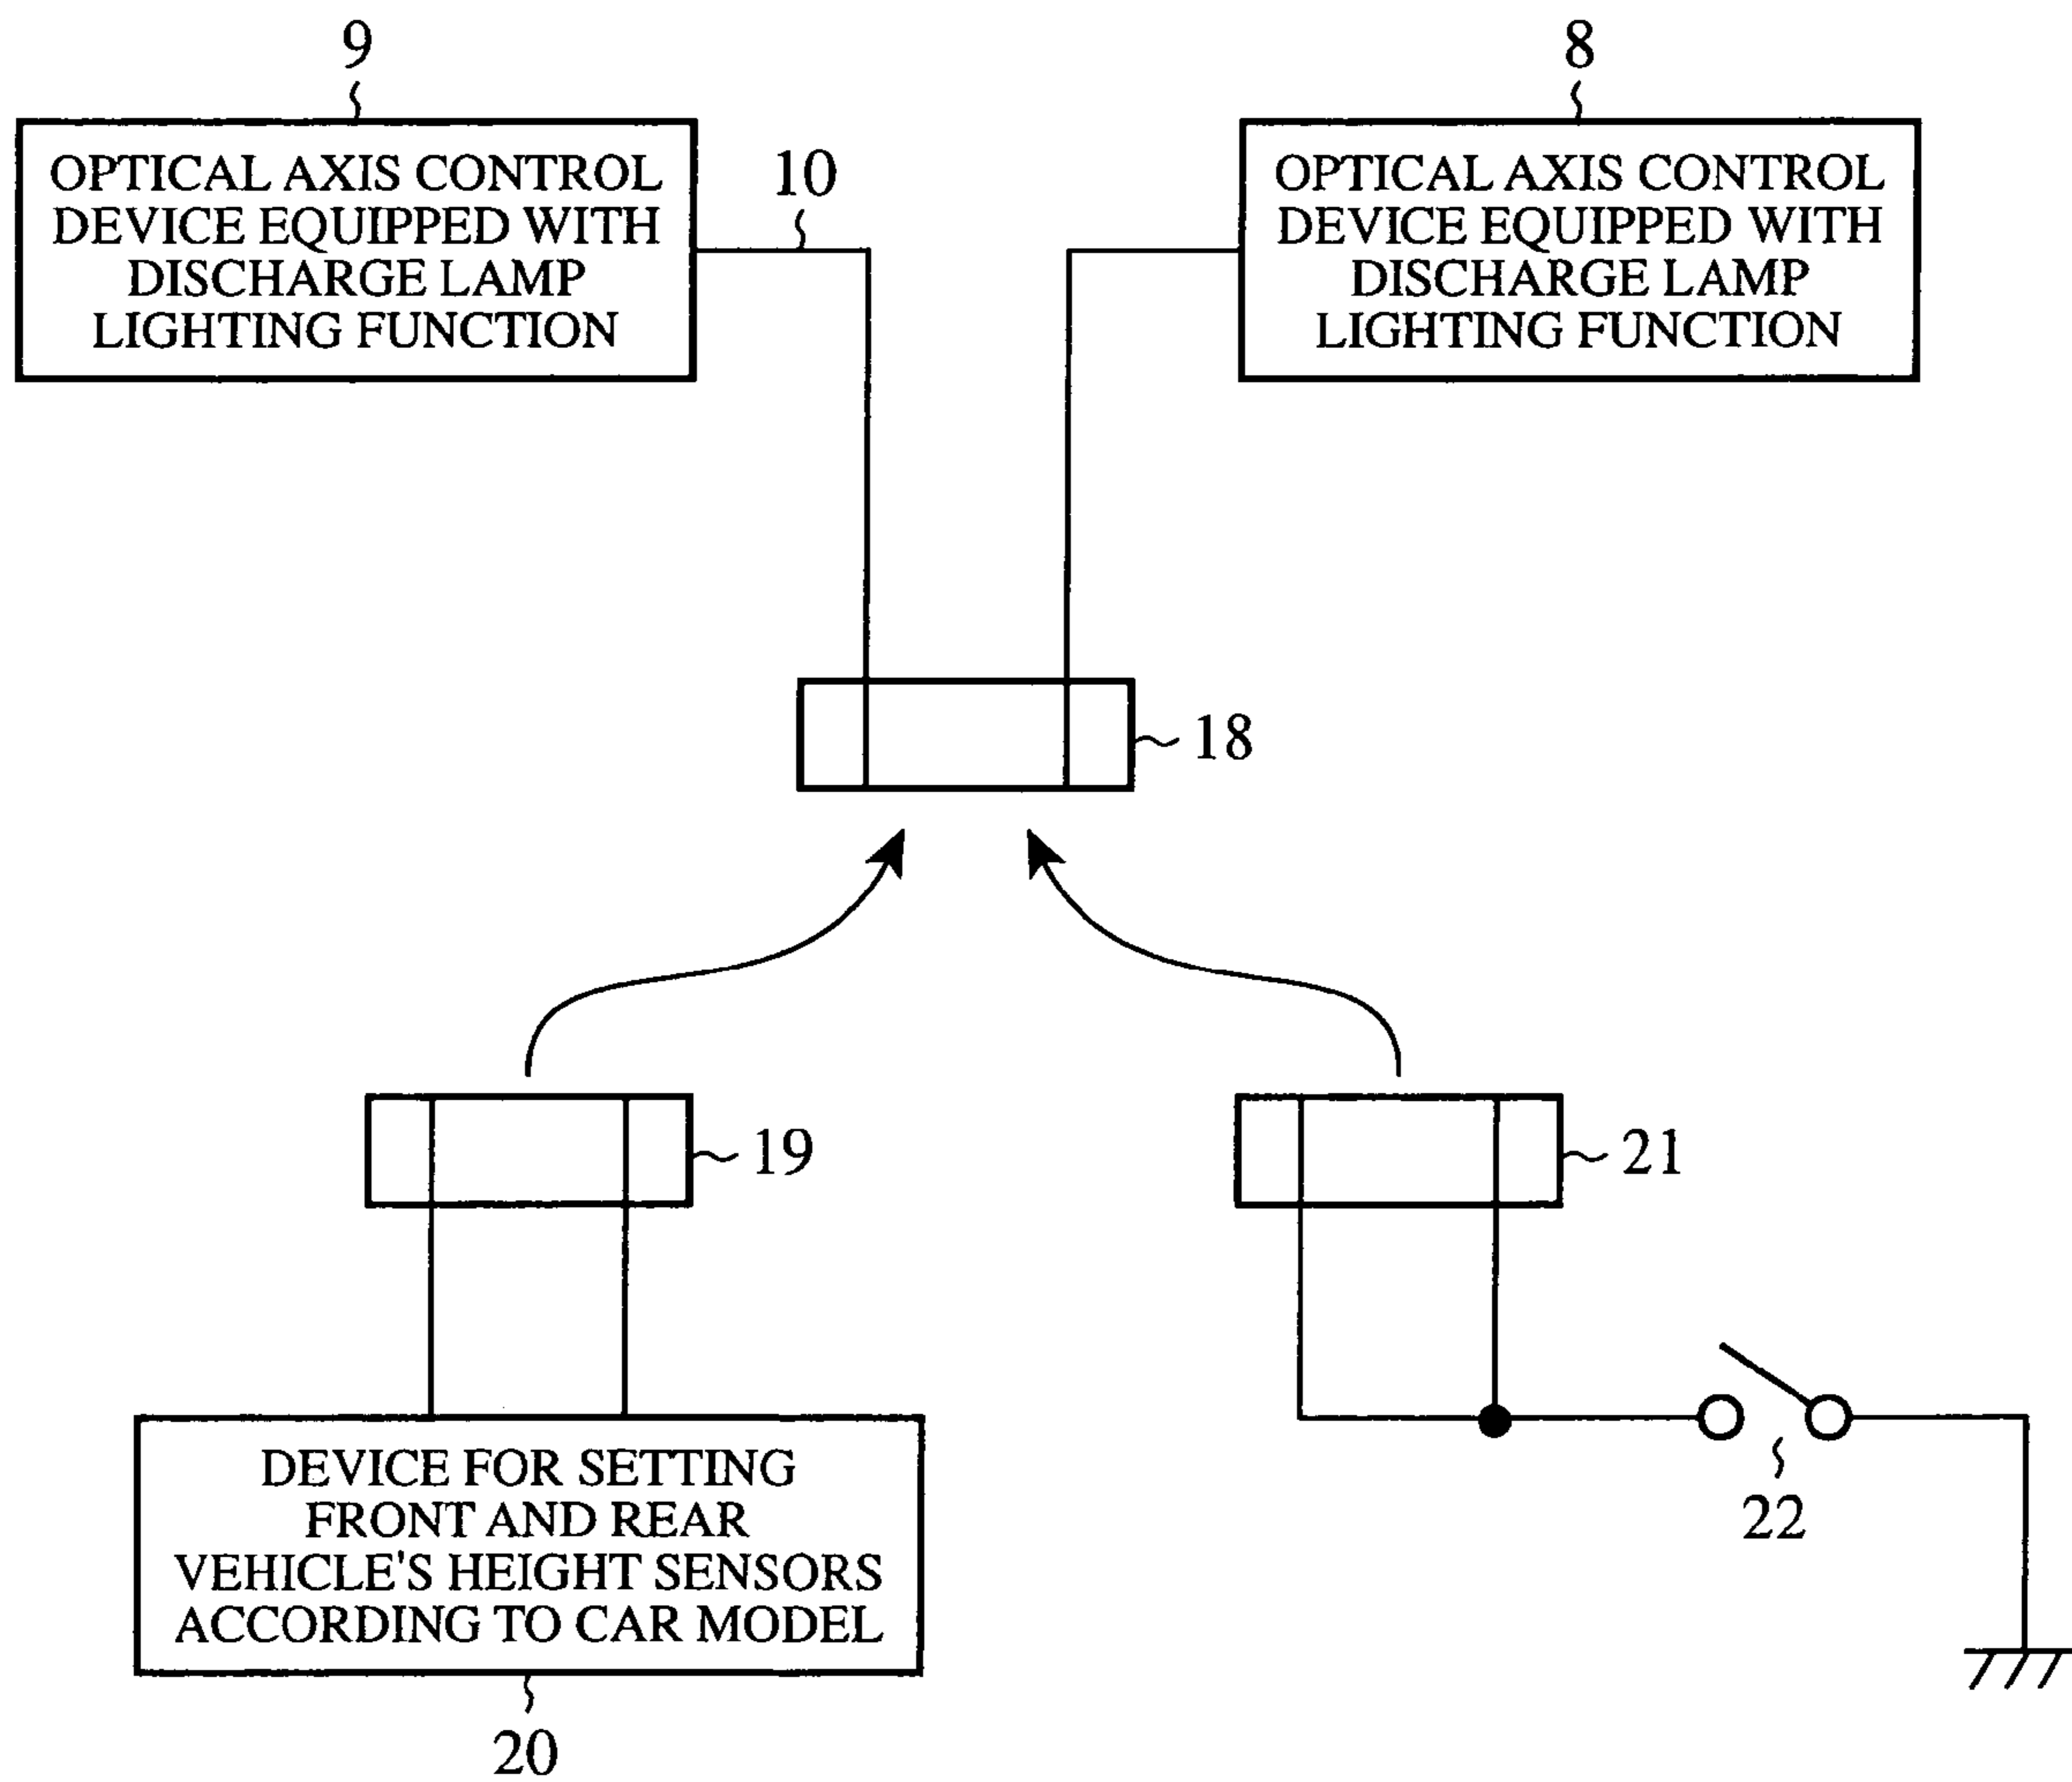 9
8
OPTICAL AXIS CONTROL
DEVICE EQUIPPED WITH
DISCHARGE LAMP
LIGHTING FUNCTION
10
OPTICAL AXIS CONTROL
DEVICE EQUIPPED WITH
DISCHARGE LAMP
LIGHTING FUNCTION
18
19
21
DEVICE FOR SETTING
FRONT AND REAR
VEHICLE'S HEIGHT SENSORS
ACCORDING TO CAR MODEL
22
20